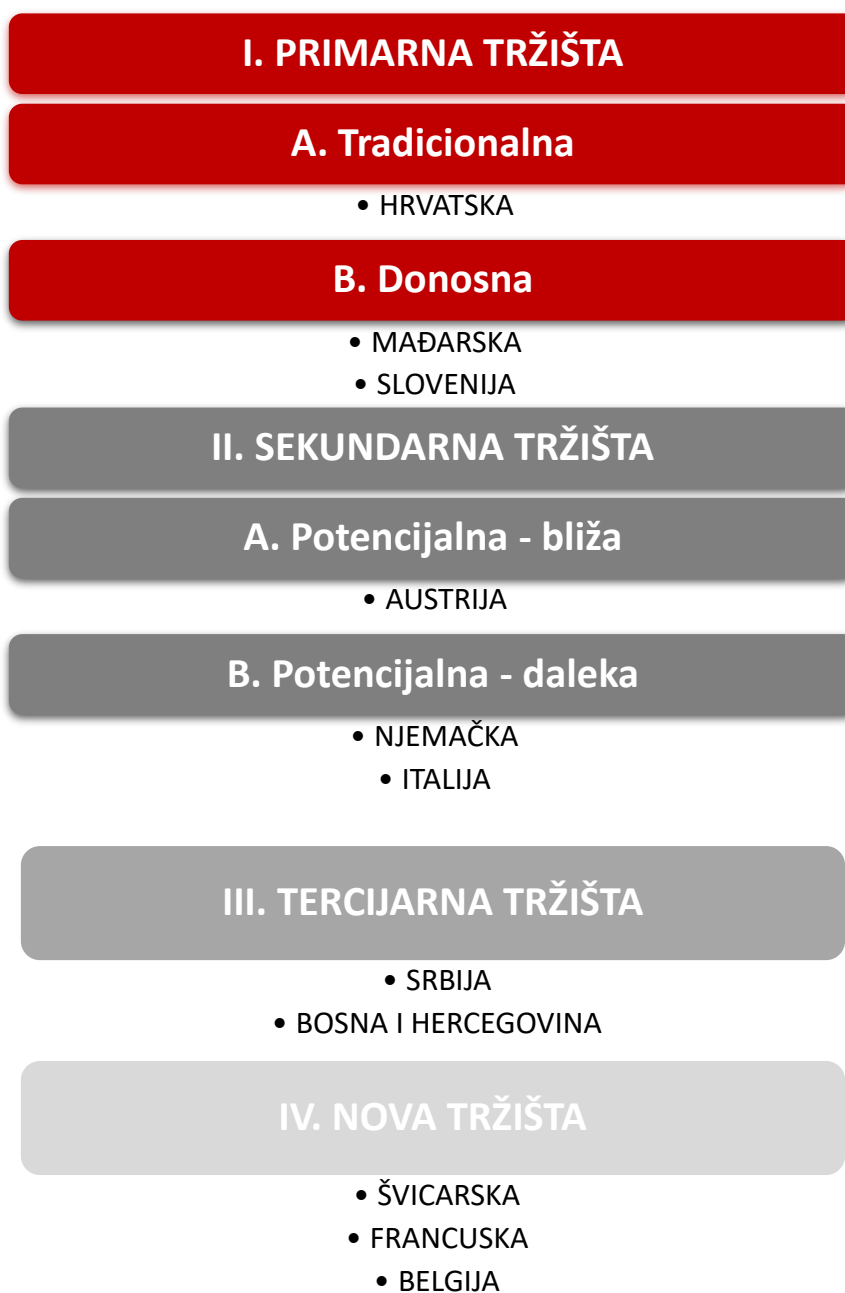 I. PRIMARNA TRŽIŠTA
A. Tradicionalna
• HRVATSKA
B. Donosna
• MAĐARSKA
• SLOVENIJA
II. SEKUNDARNA TRŽIŠTA
A. Potencijalna - bliža
• AUSTRIJA
B. Potencijalna - daleka
• NJEMAČKA
• ITALIJA
III. TERCIJARNA TRŽIŠTA
• SRBIJA
• BOSNA I HERCEGOVINA
IV. NOVA TRŽIŠTA
• ŠVICARSKA
• FRANCUSKA
• BELGIJA